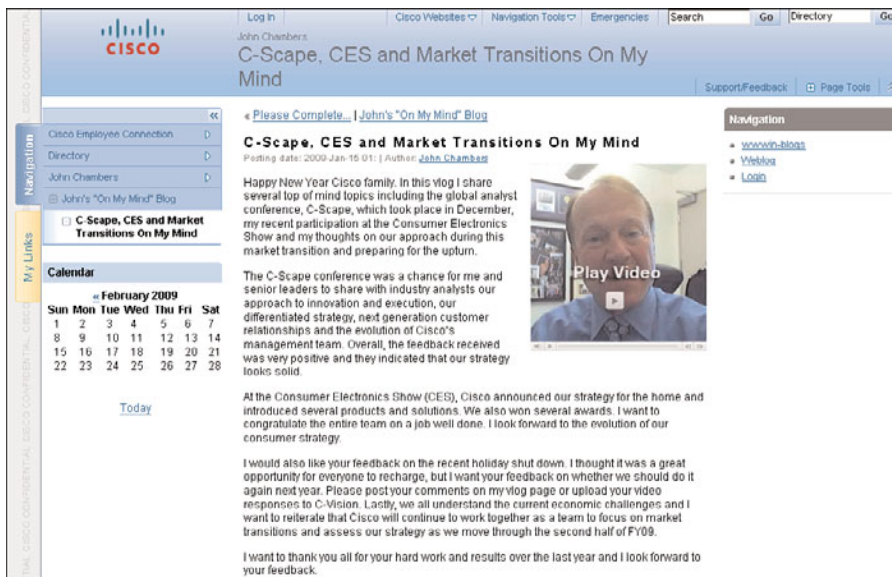 Log In
Cisco Websites
Navigation Tools
Emergencies
Search
Go
Directory
Go
CISCO
John Chambers
C-Scape, CES and Market Transitions On My
Mind
Support/Feedback
Page Tools
Navigation
My Links
CISCO CONFIDENTIAL
Cisco Employee Connection
Directory
John Chambers
John's "On My Mind" Blog
C-Scape, CES and Market
Transitions On My Mind
Calendar
« February 2009
Sun Mon Tue Wed Thu Fri Sat
1 2 3 4 5 6 7
8 9 10 11 12 13 14
15 16 17 18 19 20 21
22 23 24 25 26 27 28
Today
« Please Complete... | John's "On My Mind" Blog
C-Scape, CES and Market Transitions On My Mind
Posting date: 2009-Jan-15 01: | Author: John Chambers
Happy New Year Cisco family. In this vlog I share
several top of mind topics including the global analyst
conference, C-Scape, which took place in December,
my recent participation at the Consumer Electronics
Show and my thoughts on our approach during this
market transition and preparing for the upturn.
Play Video
The C-Scape conference was a chance for me and
senior leaders to share with industry analysts our
approach to innovation and execution, our
differentiated strategy, next generation customer
relationships and the evolution of Cisco's
management team. Overall, the feedback received
was very positive and they indicated that our strategy
looks solid.
At the Consumer Electronics Show (CES), Cisco announced our strategy for the home and
introduced several products and solutions. We also won several awards. I want to
congratulate the entire team on a job well done. I look forward to the evolution of our
consumer strategy.
I would also like your feedback on the recent holiday shut down. I thought it was a great
opportunity for everyone to recharge, but I want your feedback on whether we should do it
again next year. Please post your comments on my vlog page or upload your video
responses to C-Vision. Lastly, we all understand the current economic challenges and I
want to reiterate that Cisco will continue to work together as a team to focus on market
transitions and assess our strategy as we move through the second half of FY09.
I want to thank you all for your hard work and results over the last year and I look forward to
your feedback.
Navigation
wwwin-blogs
Weblog
Login